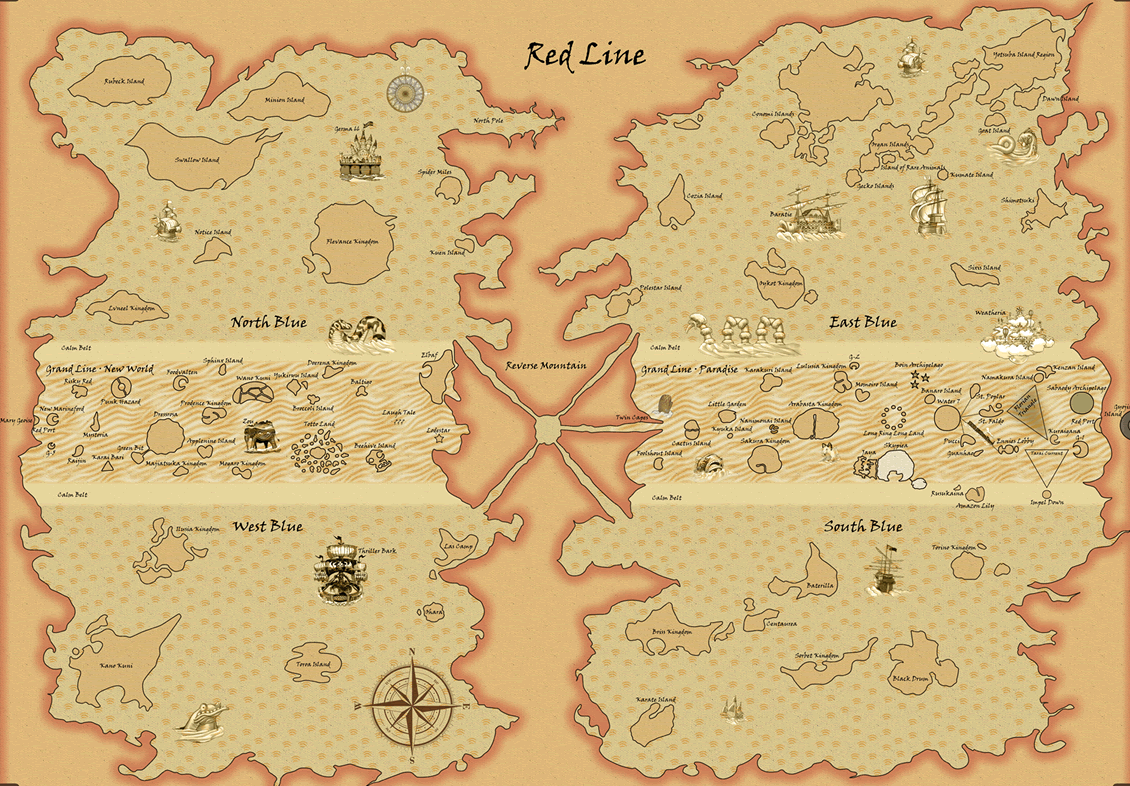 Red Line
Rubeck Island
Minion Island
North Pole
Germa 66
Swallow Island
Spider Miles
Notice Island
Flevance Kingdom
Kuen Island
Lvneel Kingdom
North Blue
Yotsuba Island Region
Dawn Island
Conomi Islands
Goat Island
Organ Islands
Island of Rare Animals
Kumate Island
Gecko Islands
Cozia Island
Baratie
Shimotsuki
Oykot Kingdom
Siris Island
Polestar Island
Weatheria
East Blue
Calm Belt
Calm Belt
Reverse Mountain
Grand Line · New World
Sphinx Island
Dressrosa Kingdom
Elbaf
Foodvalten
Yukiryu Island
Wano Kuni
Risky Red
Punk Hazard
Baltigo
Prodence Kingdom
Broccoli Island
New Marineford
Laugh Tale
???
Mary Geoise
Red Port
Mysteria
Dressrosa
Zou
Totto Land
Applenine Island
Lodestar
G-1
Green Bit
Beehive Island
Raijin
Karai Bari
Majiatsuka Kingdom
Mogaro Kingdom
Calm Belt
Grand Line · Paradise
Karakuri Island
Lulusia Kingdom
G-2
Boin Archipelago
Kenzan Island
Namakura Island
Momoiro Island
Banaro Island
Sabaody Archipelago
St. Poplar
Florian Triangle
Twin Capes
Little Garden
Arabasta Kingdom
Water 7
St. Faldo
Red Port
Nanimonai Island
Kyuka Island
Long Ring Long Land
Kuraigana
Cactus Island
Sakura Kingdom
Pucci
Ennies Lobby
Foolshout Island
Jaya
Skypiea
Tarai Current
Calm Belt
Rusukaina
Amazon Lily
Impel Down
West Blue
Ilusia Kingdom
Thriller Bark
Las Camp
Ohara
Kano Kuni
Toroa Island
N
W
E
S
South Blue
Torino Kingdom
Baterilla
Briss Kingdom
Centaurea
Sorbet Kingdom
Black Drum
Karate Island